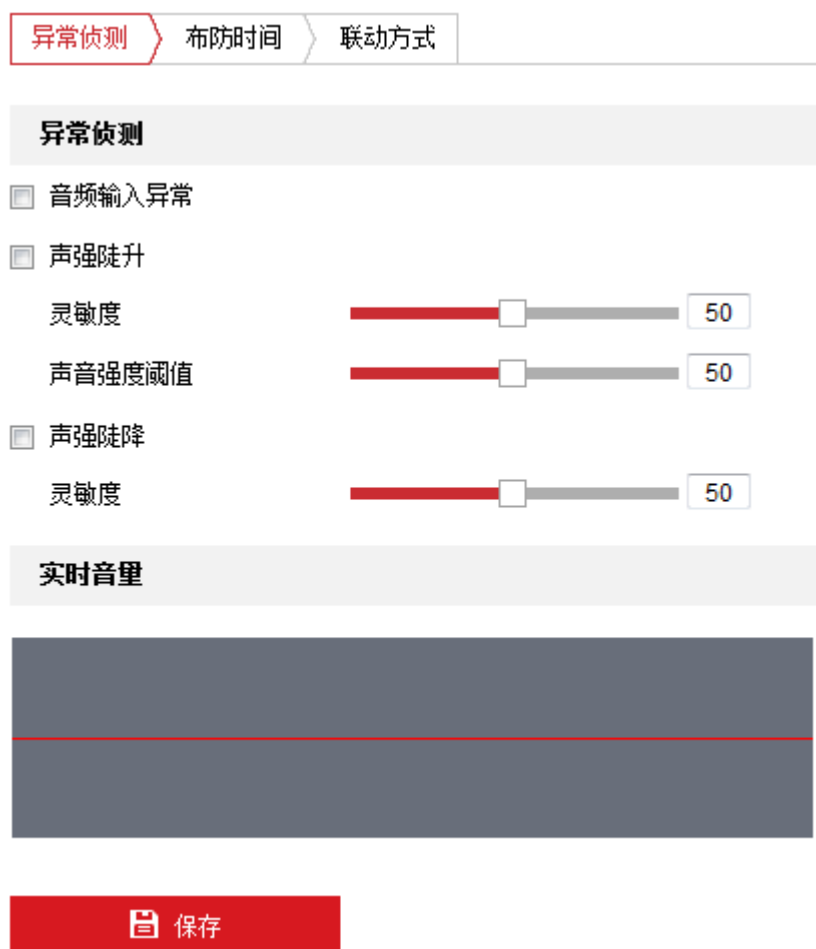 异常侦测 布防时间 联动方式
异常侦测
音频输入异常
声强陡升
灵敏度 50
声音强度阈值 50
声强陡降
灵敏度 50
实时音量
保存